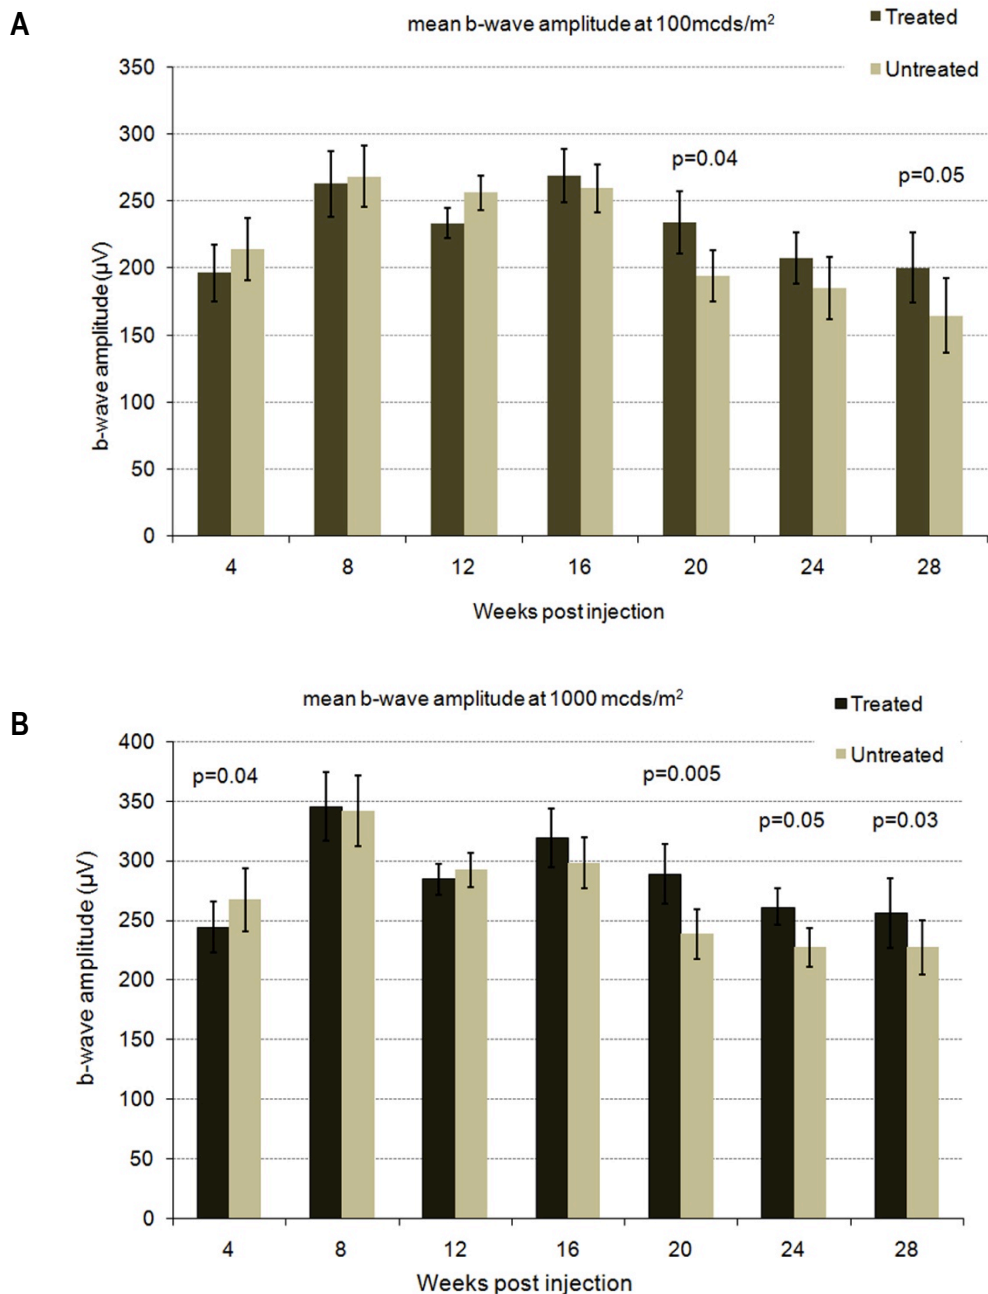 A
mean b-wave amplitude at 100mcds/m²
Treated
Untreated
350
300
250
200
150
100
50
0
b-wave amplitude (µV)
p=0.04
p=0.05
4 8 12 16 20 24 28
Weeks post injection
B
mean b-wave amplitude at 1000 mcds/m²
Treated
Untreated
400
350
300
250
200
150
100
50
0
b-wave amplitude (µV)
p=0.04
p=0.005
p=0.05
p=0.03
4 8 12 16 20 24 28
Weeks post injection